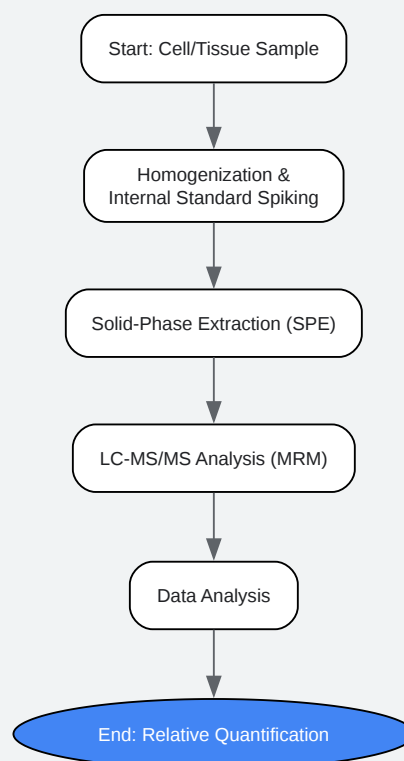 Start: Cell/Tissue Sample
Homogenization &
Internal Standard Spiking
Solid-Phase Extraction (SPE)
LC-MS/MS Analysis (MRM)
Data Analysis
End: Relative Quantification